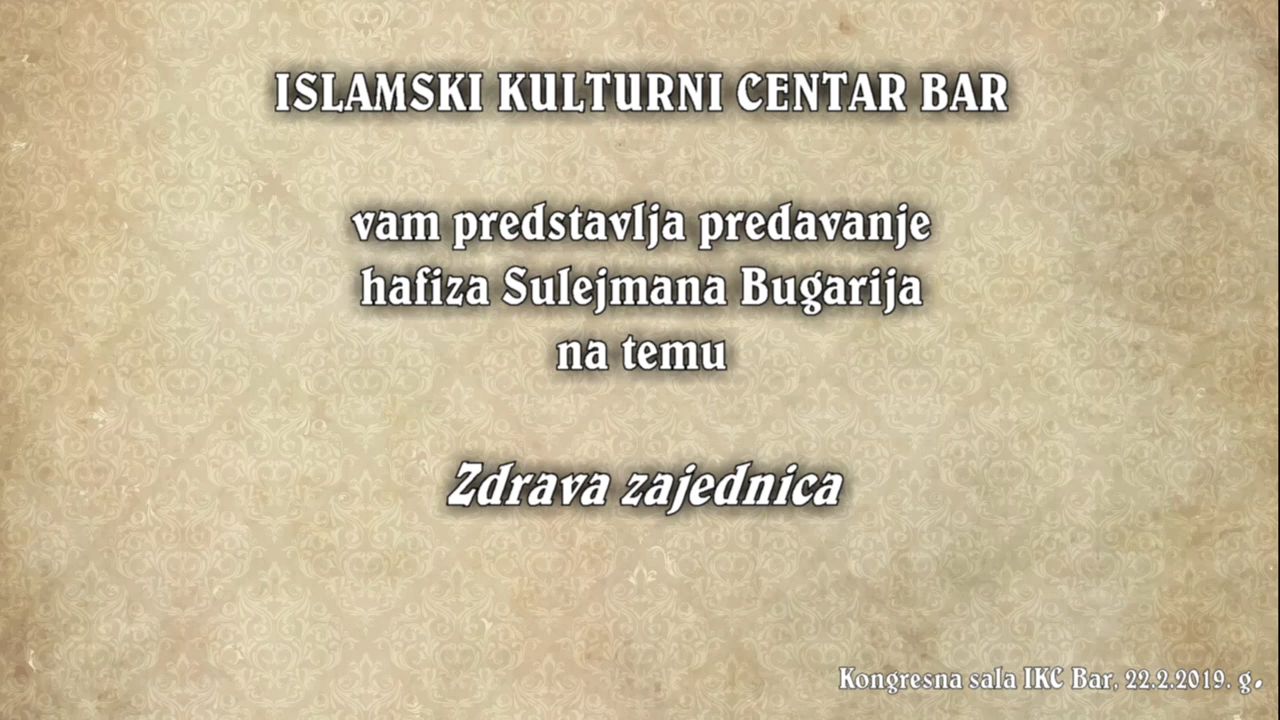 ISLAMSKI KULTURNI CENTAR BAR
vam predstavlja predavanje
hafiza Sulejmana Bugarija
na temu
Zdrava zajednica
Kongresna sala IKC Bar, 22.2.2019. g.